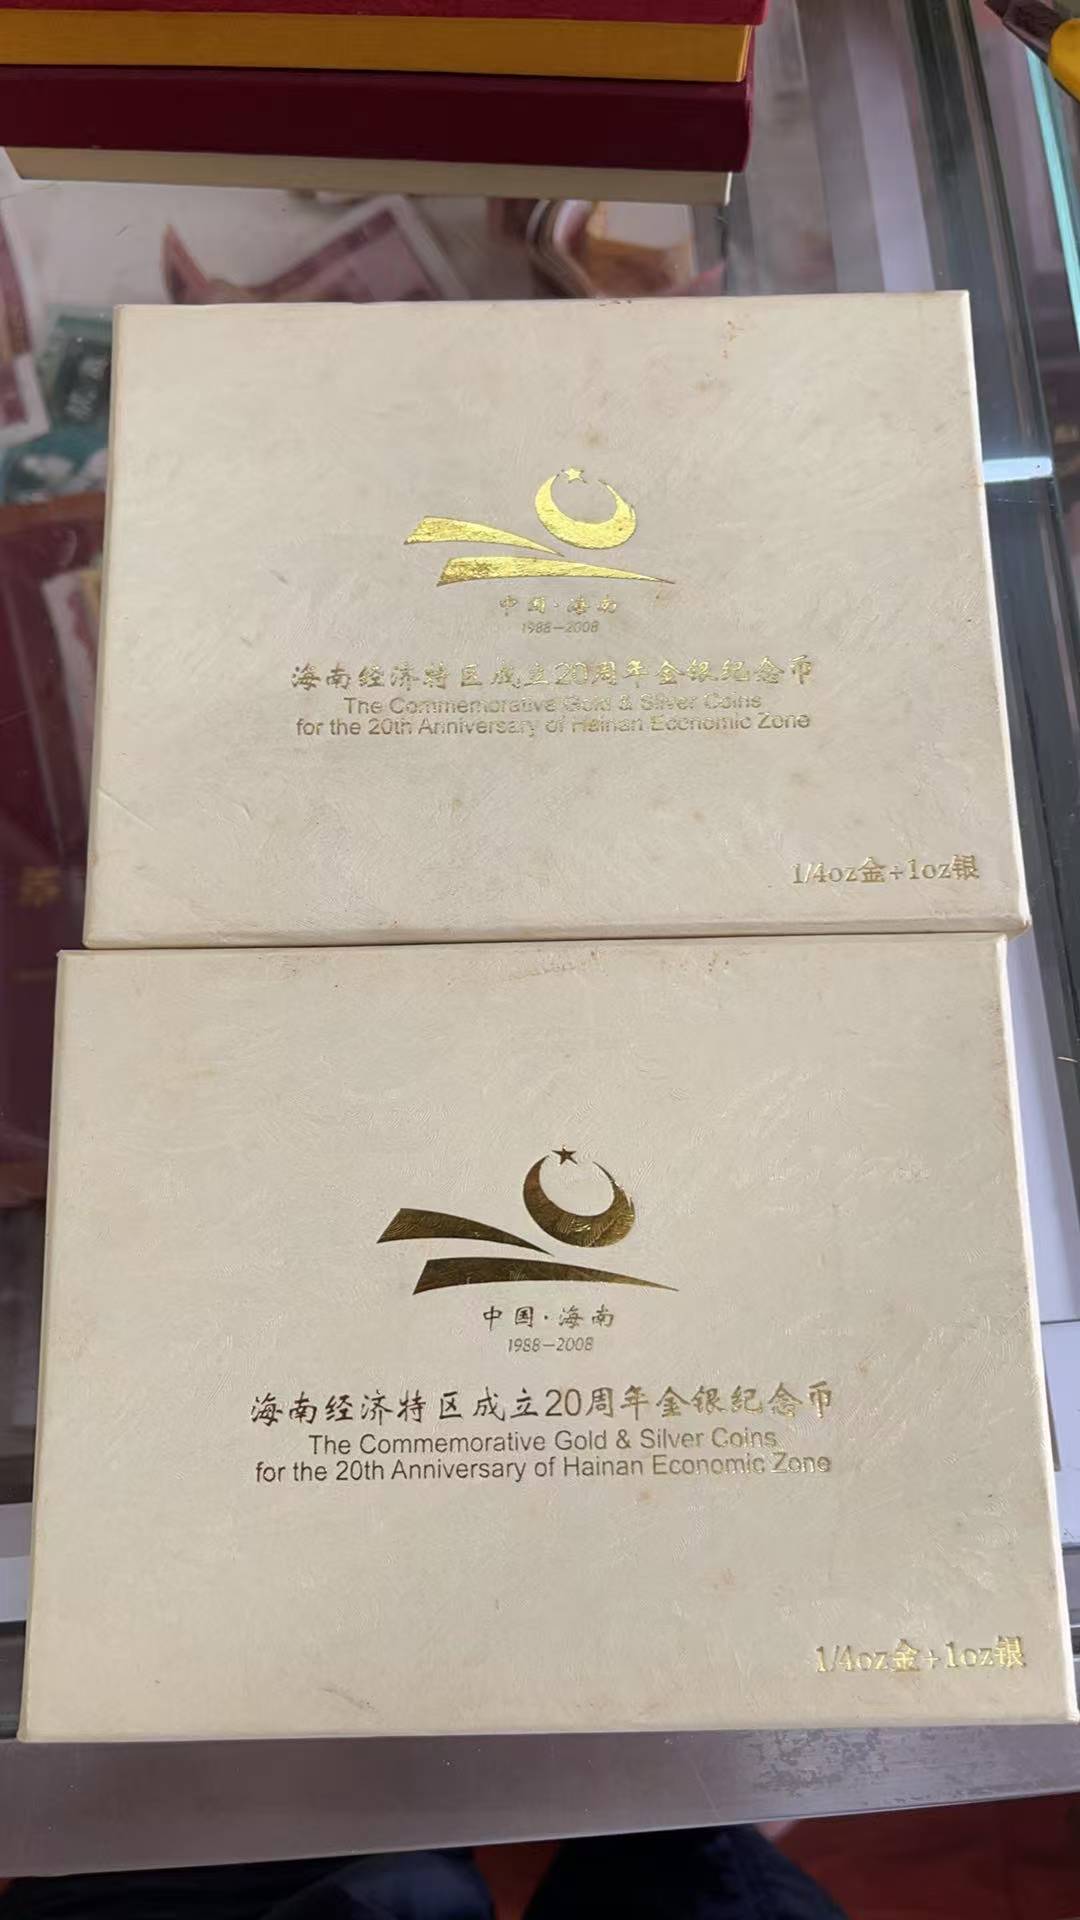 中国·海南
1988—2008
海南经济特区成立20周年金银纪念币
The Commemorative Gold & Silver Coins
for the 20th Anniversary of Hainan Economic Zone
1/4oz金+1oz银
中国·海南
1988—2008
海南经济特区成立20周年金银纪念币
The Commemorative Gold & Silver Coins
for the 20th Anniversary of Hainan Economic Zone
1/4oz金+1oz银